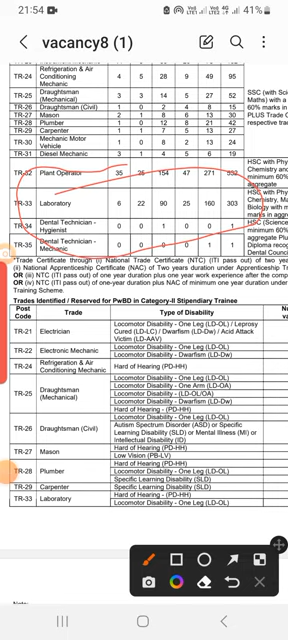 21:54
41%
vacancy8 (1)
TR-24 Refrigeration & Air Conditioning Mechanic 4 5 28 9 49 95
TR-25 Draughtsman (Mechanical) 3 3 14 5 27 52
TR-26 Draughtsman (Civil) 1 0 2 4 8 15
TR-27 Mason 2 1 8 6 13 30
TR-28 Plumber 1 0 12 8 21 42
TR-29 Carpenter 1 1 7 5 13 27
TR-30 Mechanic Motor Vehicle 1 0 8 2 13 24
TR-31 Diesel Mechanic 3 1 4 5 6 19
SSC (with Sci
Maths) with a
60% marks in
PLUS Trade C
respective trad
TR-32 Plant Operator 35 25 154 47 271 532
HSC with Phy
Chemistry and
minimum 60%
aggregate
TR-33 Laboratory 6 22 90 25 160 303
HSC with Phy
Chemistry, Ma
Biology with m
marks in aggre
TR-34 Dental Technician - Hygienist 0 0 0 0 1
TR-35 Dental Technician - Mechanic 0 0 0 0 1 1
HSC (Science
minimum 60%
aggregate Plu
Diploma recog
Dental Counci
*Trade Certificate through (i) National Trade Certificate (NTC) (ITI pass out) of two year
(ii) National Apprenticeship Certificate (NAC) of Two years duration under Apprenticeship T
OR (iii) NTC (ITI pass out) of one-year duration plus one year work experience after the comp
OR (iv) NTC (ITI pass out) of one-year duration plus NAC of minimum one year duration under
Training Scheme.
Trades Identified / Reserved for PwBD in Category-II Stipendiary Trainee
Post Code Trade Type of Disability
TR-21 Electrician Locomotor Disability - One Leg (LD-OL) / Leprosy Cured (LD-LC) / Dwarfism (LD-Dw) / Acid Attack Victim (LD-AAV)
TR-22 Electronic Mechanic Locomotor Disability - One Leg (LD-OL)
Locomotor Disability - Dwarfism (LD-Dw)
TR-24 Refrigeration & Air Conditioning Mechanic Hard of Hearing (PD-HH)
TR-25 Draughtsman (Mechanical) Locomotor Disability - One Leg (LD-OL)
Locomotor Disability - One Arm (LD-OA)
Locomotor Disability - (LD-OL/OA)
Locomotor Disability - Dwarfism (LD-Dw)
Hard of Hearing - (PD-HH)
TR-26 Draughtsman (Civil) Locomotor Disability - One Leg (LD-OL)
Autism Spectrum Disorder (ASD) or Specific Learning Disability (SLD) or Mental Illness (MI) or Intellectual Disability (ID)
TR-27 Mason Hard of Hearing (PD-HH)
Low Vision (PB-LV)
TR-28 Plumber Locomotor Disability - One Leg (LD-OL)
Specific Learning Disability (SLD)
TR-29 Carpenter Specific Learning Disability (SLD)
TR-33 Laboratory Hard of Hearing - (PD-HH)
Locomotor Disability - One Leg (LD-OL)